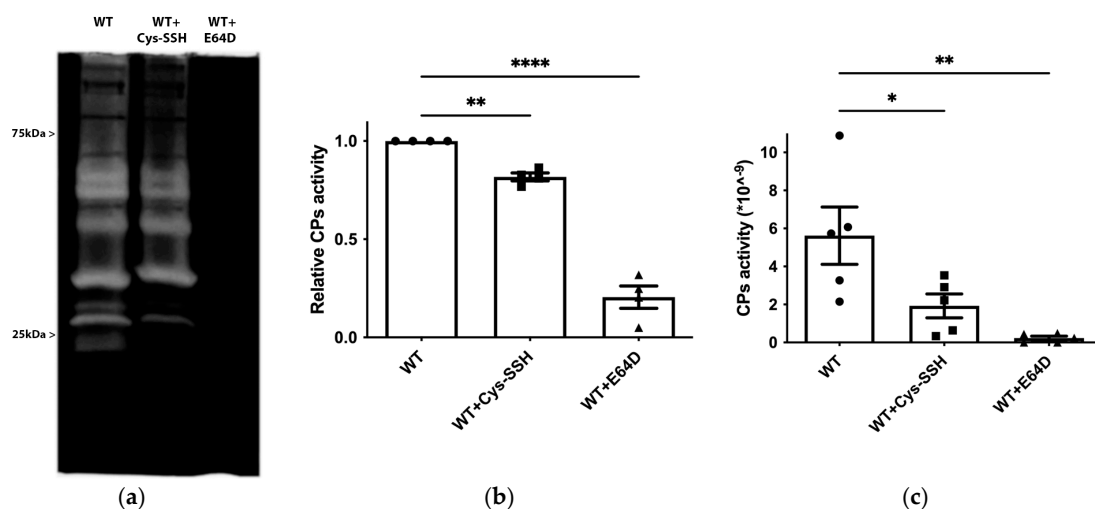 WT
WT+
Cys-SSH
WT+
E64D
75kDa >
25kDa >
(a)
****
**
Relative CPs activity
1.0
0.5
0.0
WT
WT+Cys-SSH
WT+E64D
(b)
**
*
CPs activity (*10^-9)
10
8
6
4
2
0
WT
WT+Cys-SSH
WT+E64D
(c)